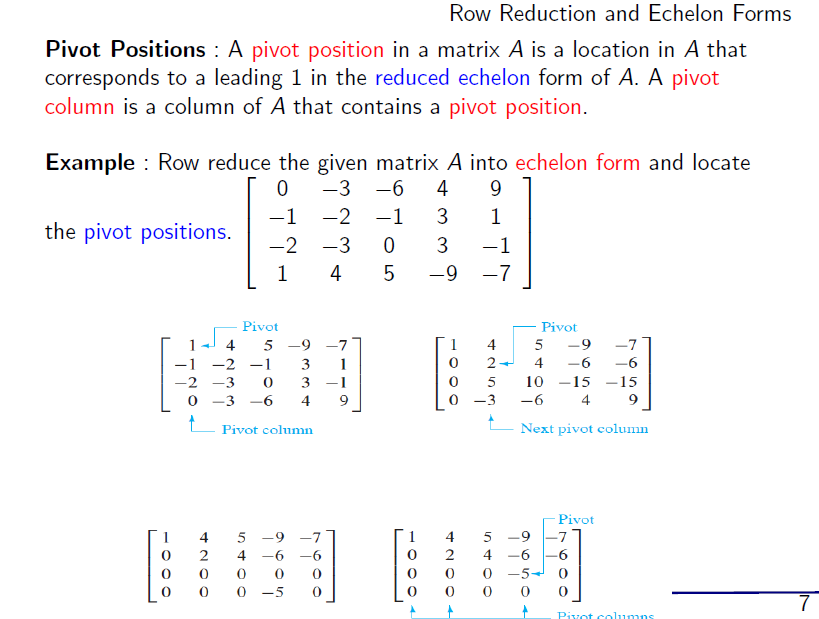 Row Reduction and Echelon Forms
Pivot Positions : A pivot position in a matrix A is a location in A that
corresponds to a leading 1 in the reduced echelon form of A. A pivot
column is a column of A that contains a pivot position.
Example : Row reduce the given matrix A into echelon form and locate
the pivot positions.
0 −3 −6 4 9
−1 −2 −1 3 1
−2 −3 0 3 −1
1 4 5 −9 −7
Pivot
1 4 5 −9 −7
−1 −2 −1 3 1
−2 −3 0 3 −1
0 −3 −6 4 9
Pivot column
Pivot
1 4 5 −9 −7
0 2 4 −6 −6
0 5 10 −15 −15
0 −3 −6 4 9
Next pivot column
1 4 5 −9 −7
0 2 4 −6 −6
0 0 0 0 0
0 0 0 −5 0
Pivot
1 4 5 −9 −7
0 2 4 −6 −6
0 0 0 −5 0
0 0 0 0 0
Pivot columns
7